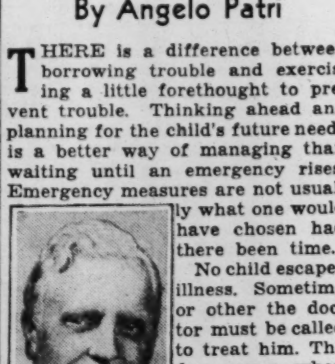 By Angelo Patri
THERE is a difference betwee
borrowing trouble and exercis
ing a little forethought to pre
vent trouble. Thinking ahead an
planning for the child's future need
is a better way of managing tha
waiting until an emergency rise
Emergency measures are not usua
ly what one woul
have chosen ha
there been time.
No child escape
illness. Sometim
or other the doc
tor must be calle
to treat him. Th